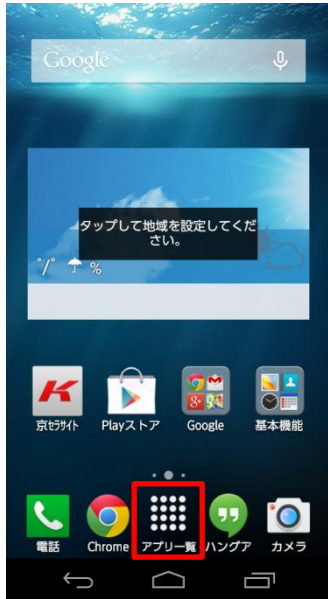 Google
タップして地域を設定してくだ
さい。
°/° %
京セラサイト Playストア Google 基本機能
電話 Chrome アプリ一覧 ハングア カメラ